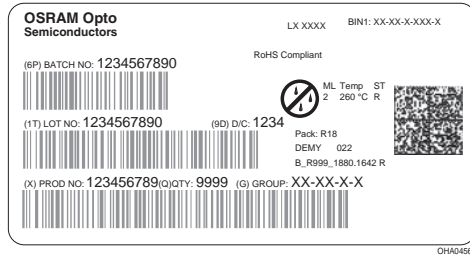 OSRAM Opto
Semiconductors
LX XXXX
BIN1: XX-XX-X-XXX-X
RoHS Compliant
(6P) BATCH NO: 1234567890
ML Temp ST
2 260 °C R
(1T) LOT NO: 1234567890 (9D) D/C: 1234
Pack: R18
DEMY 022
B_R999_1880.1642 R
(X) PROD NO: 123456789(Q)QTY: 9999 (G) GROUP: XX-XX-X-X